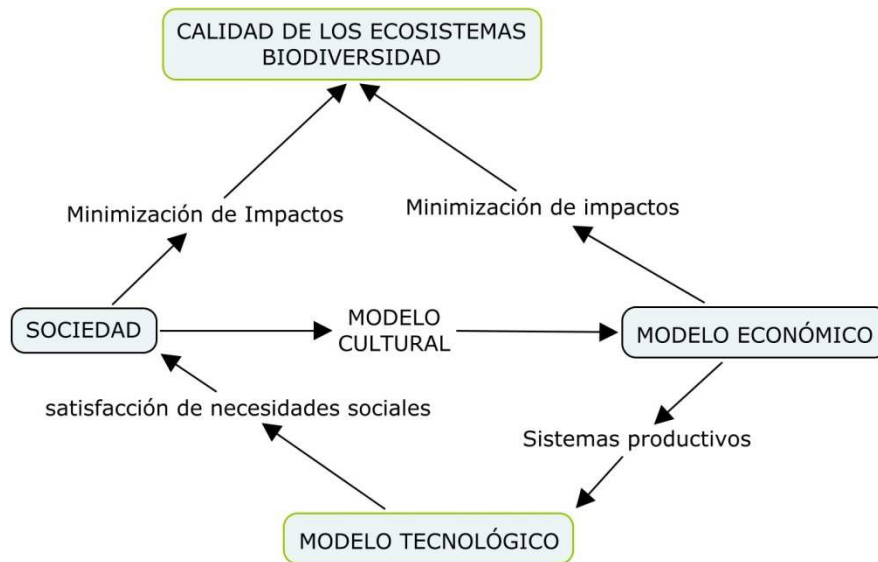 CALIDAD DE LOS ECOSISTEMAS
BIODIVERSIDAD
Minimización de Impactos
Minimización de impactos
SOCIEDAD
MODELO
CULTURAL
MODELO ECONÓMICO
satisfacción de necesidades sociales
Sistemas productivos
MODELO TECNOLÓGICO